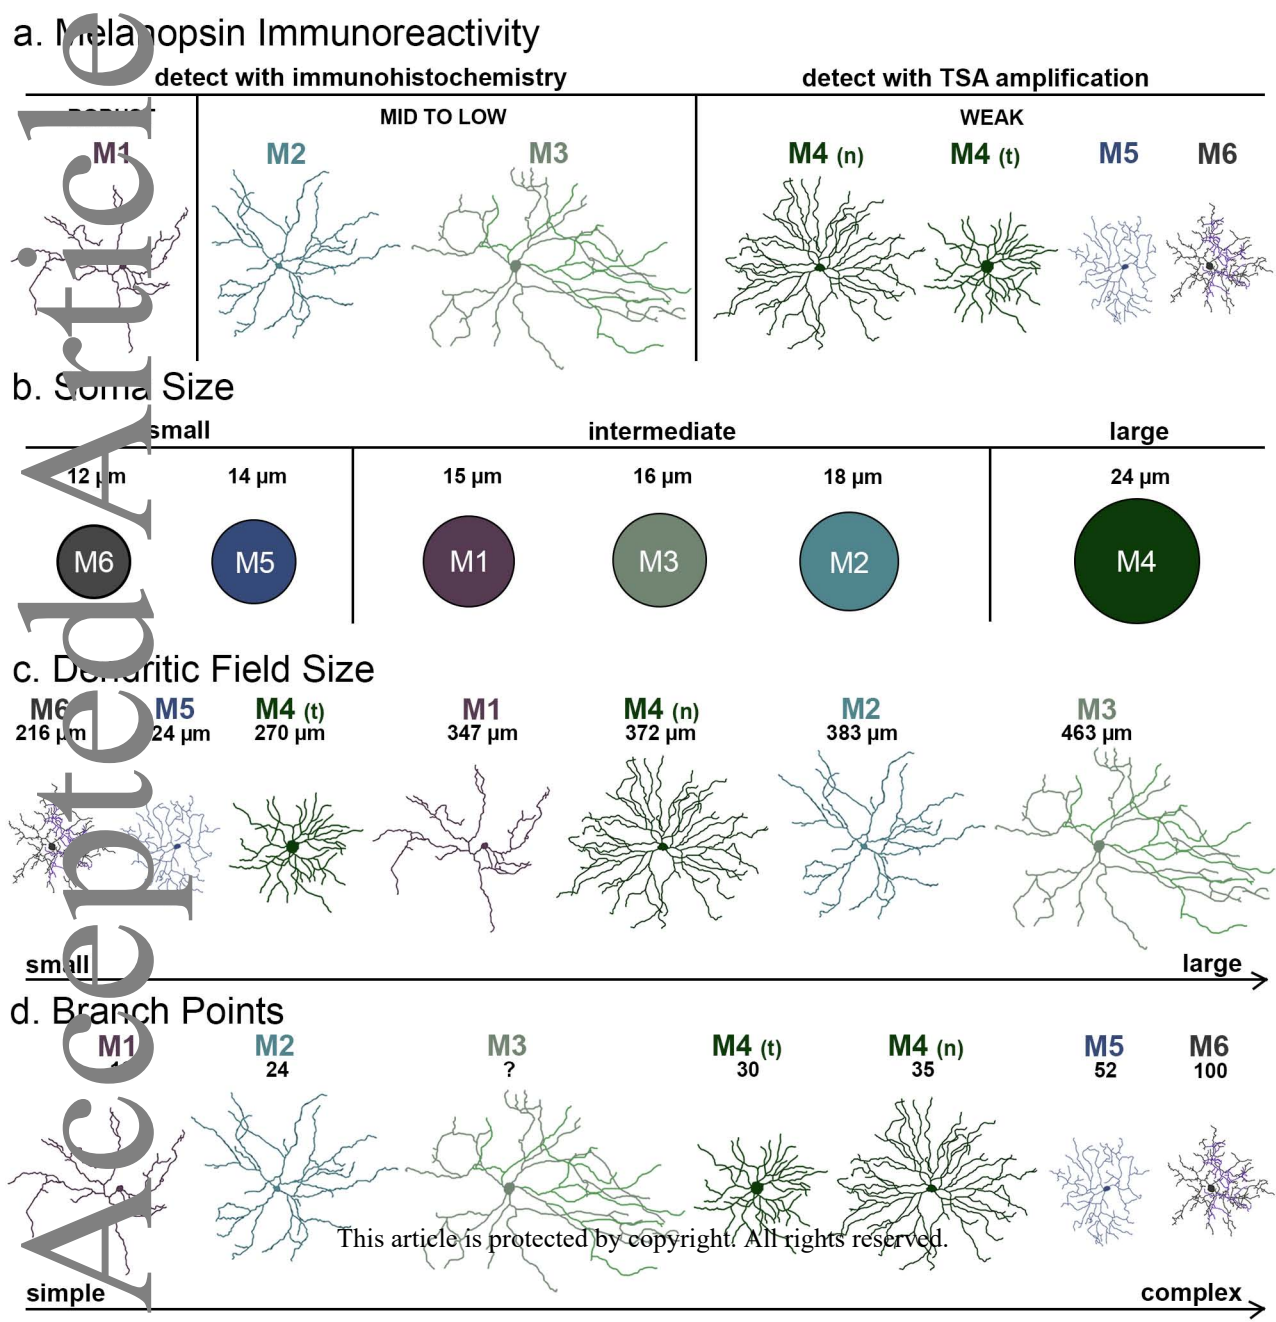 a. Melanopsin Immunoreactivity
detect with immunohistochemistry detect with TSA amplification
ROBUST MID TO LOW WEAK
M1 M2 M3 M4 (n) M4 (t) M5 M6
b. Soma Size
small intermediate large
12 µm 14 µm 15 µm 16 µm 18 µm 24 µm
M6 M5 M1 M3 M2 M4
c. Dendritic Field Size
M6 M5 M4 (t) M1 M4 (n) M2 M3
216 µm 24 µm 270 µm 347 µm 372 µm 383 µm 463 µm
small large
d. Branch Points
M1 M2 M3 M4 (t) M4 (n) M5 M6
24 ? 30 35 52 100
simple complex
This article is protected by copyright. All rights reserved.
Accepted Article